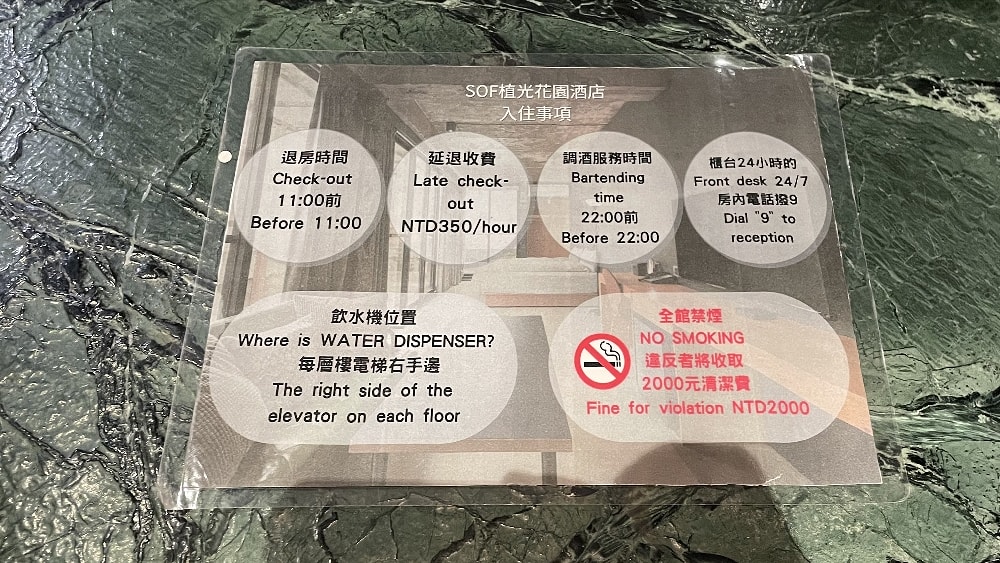 SOF植光花園酒店
入住事項
退房時間
Check-out
11:00前
Before 11:00
延退收費
Late check-
out
NTD350/hour
調酒服務時間
Bartending
time
22:00前
Before 22:00
櫃台24小時的
Front desk 24/7
房內電話撥9
Dial "9" to
reception
飲水機位置
Where is WATER DISPENSER?
每層樓電梯右手邊
The right side of the
elevator on each floor
全館禁煙
NO SMOKING
違反者將收取
2000元清潔費
Fine for violation NTD2000